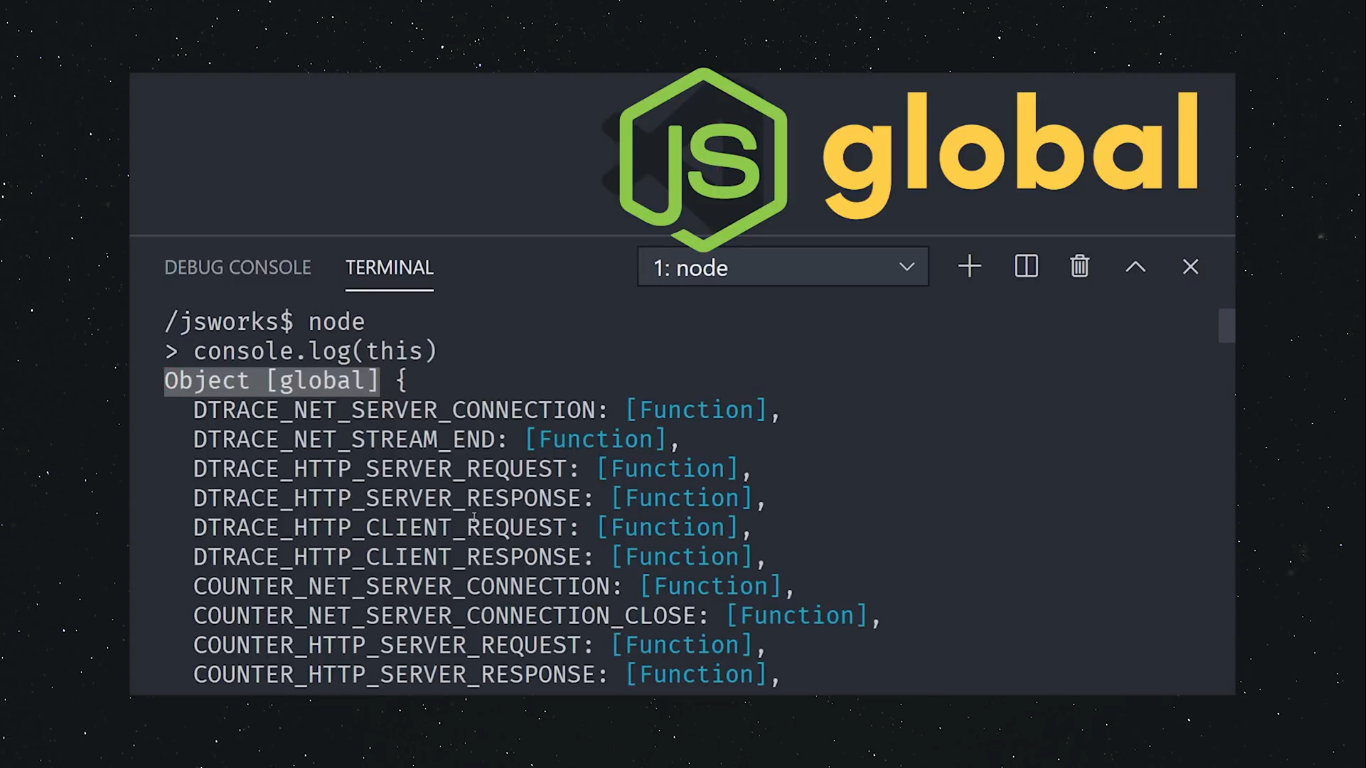 JS global
DEBUG CONSOLE TERMINAL 1: node
/jsworks$ node
> console.log(this)
Object [global] {
DTRACE_NET_SERVER_CONNECTION: [Function],
DTRACE_NET_STREAM_END: [Function],
DTRACE_HTTP_SERVER_REQUEST: [Function],
DTRACE_HTTP_SERVER_RESPONSE: [Function],
DTRACE_HTTP_CLIENT_REQUEST: [Function],
DTRACE_HTTP_CLIENT_RESPONSE: [Function],
COUNTER_NET_SERVER_CONNECTION: [Function],
COUNTER_NET_SERVER_CONNECTION_CLOSE: [Function],
COUNTER_HTTP_SERVER_REQUEST: [Function],
COUNTER_HTTP_SERVER_RESPONSE: [Function],